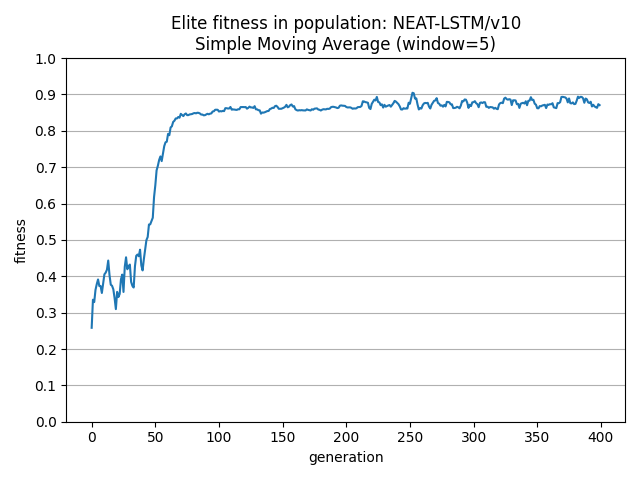 Elite fitness in population: NEAT-LSTM/v10
Simple Moving Average (window=5)
1.0
0.9
0.8
0.7
0.6
0.5
0.4
0.3
0.2
0.1
0.0
fitness
0 50 100 150 200 250 300 350 400
generation